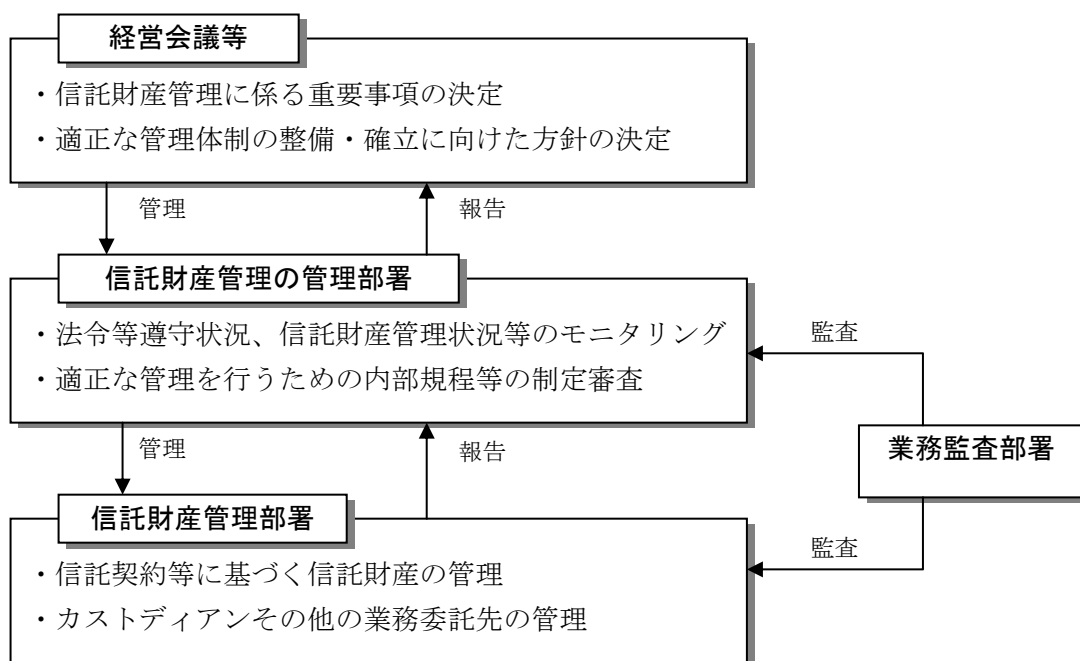 経営会議等
・信託財産管理に係る重要事項の決定
・適正な管理体制の整備・確立に向けた方針の決定
管理
報告
信託財産管理の管理部署
・法令等遵守状況、信託財産管理状況等のモニタリング
・適正な管理を行うための内部規程等の制定審査
監査
業務監査部署
管理
報告
信託財産管理部署
・信託契約等に基づく信託財産の管理
・カストディアンその他の業務委託先の管理
監査